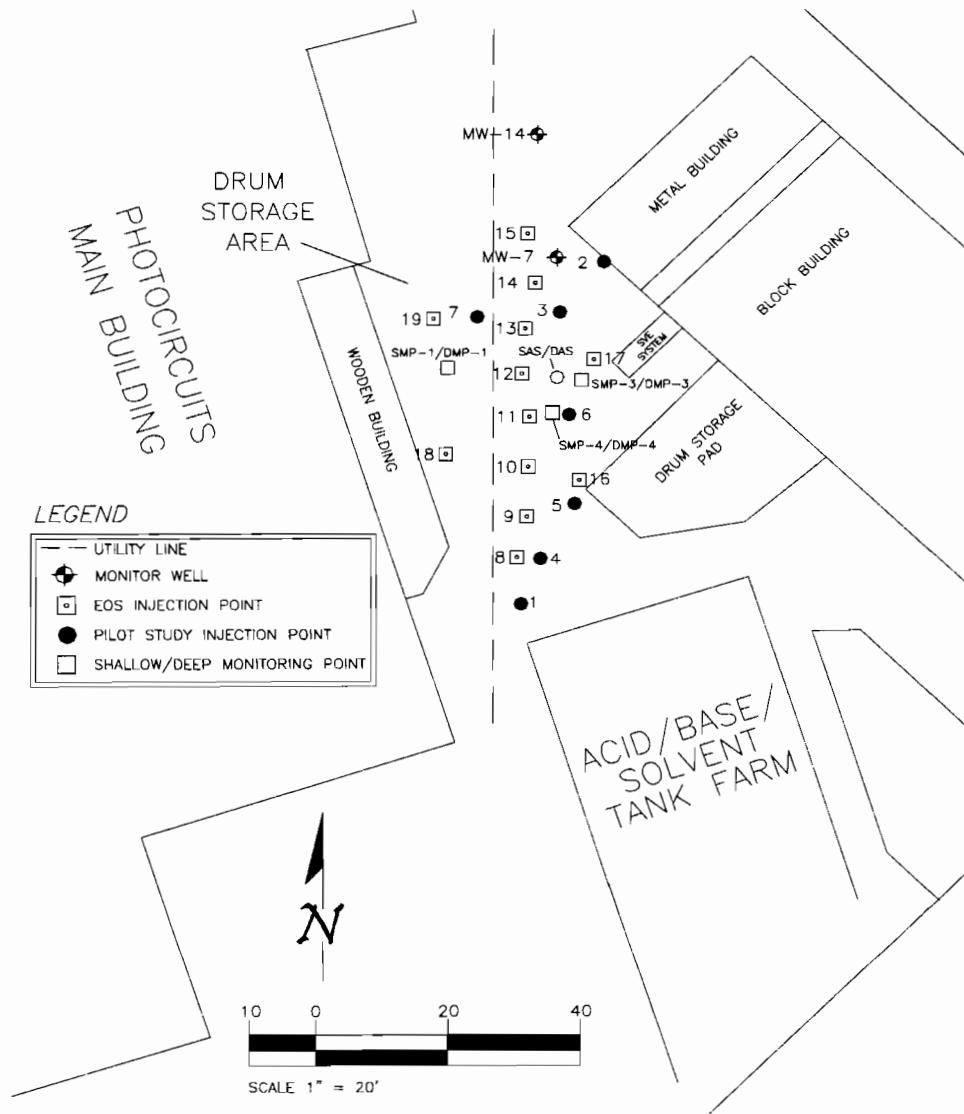 MW-14
METAL BUILDING
DRUM
STORAGE
AREA
PHOTOCIRCUITS
MAIN BUILDING
15
MW-7
2
BLOCK BUILDING
14
19
7
3
13
SVE
SYSTEM
WOODEN BUILDING
SMP-1/DMP-1
SAS/DAS
17
12
SMP-3/DMP-3
11
6
SMP-4/DMP-4
DRUM STORAGE
PAD
18
10
16
9
5
8
4
1
LEGEND
UTILITY LINE
MONITOR WELL
EOS INJECTION POINT
PILOT STUDY INJECTION POINT
SHALLOW/DEEP MONITORING POINT
ACID/BASE/
SOLVENT
TANK FARM
N
10 0 20 40
SCALE 1" = 20'